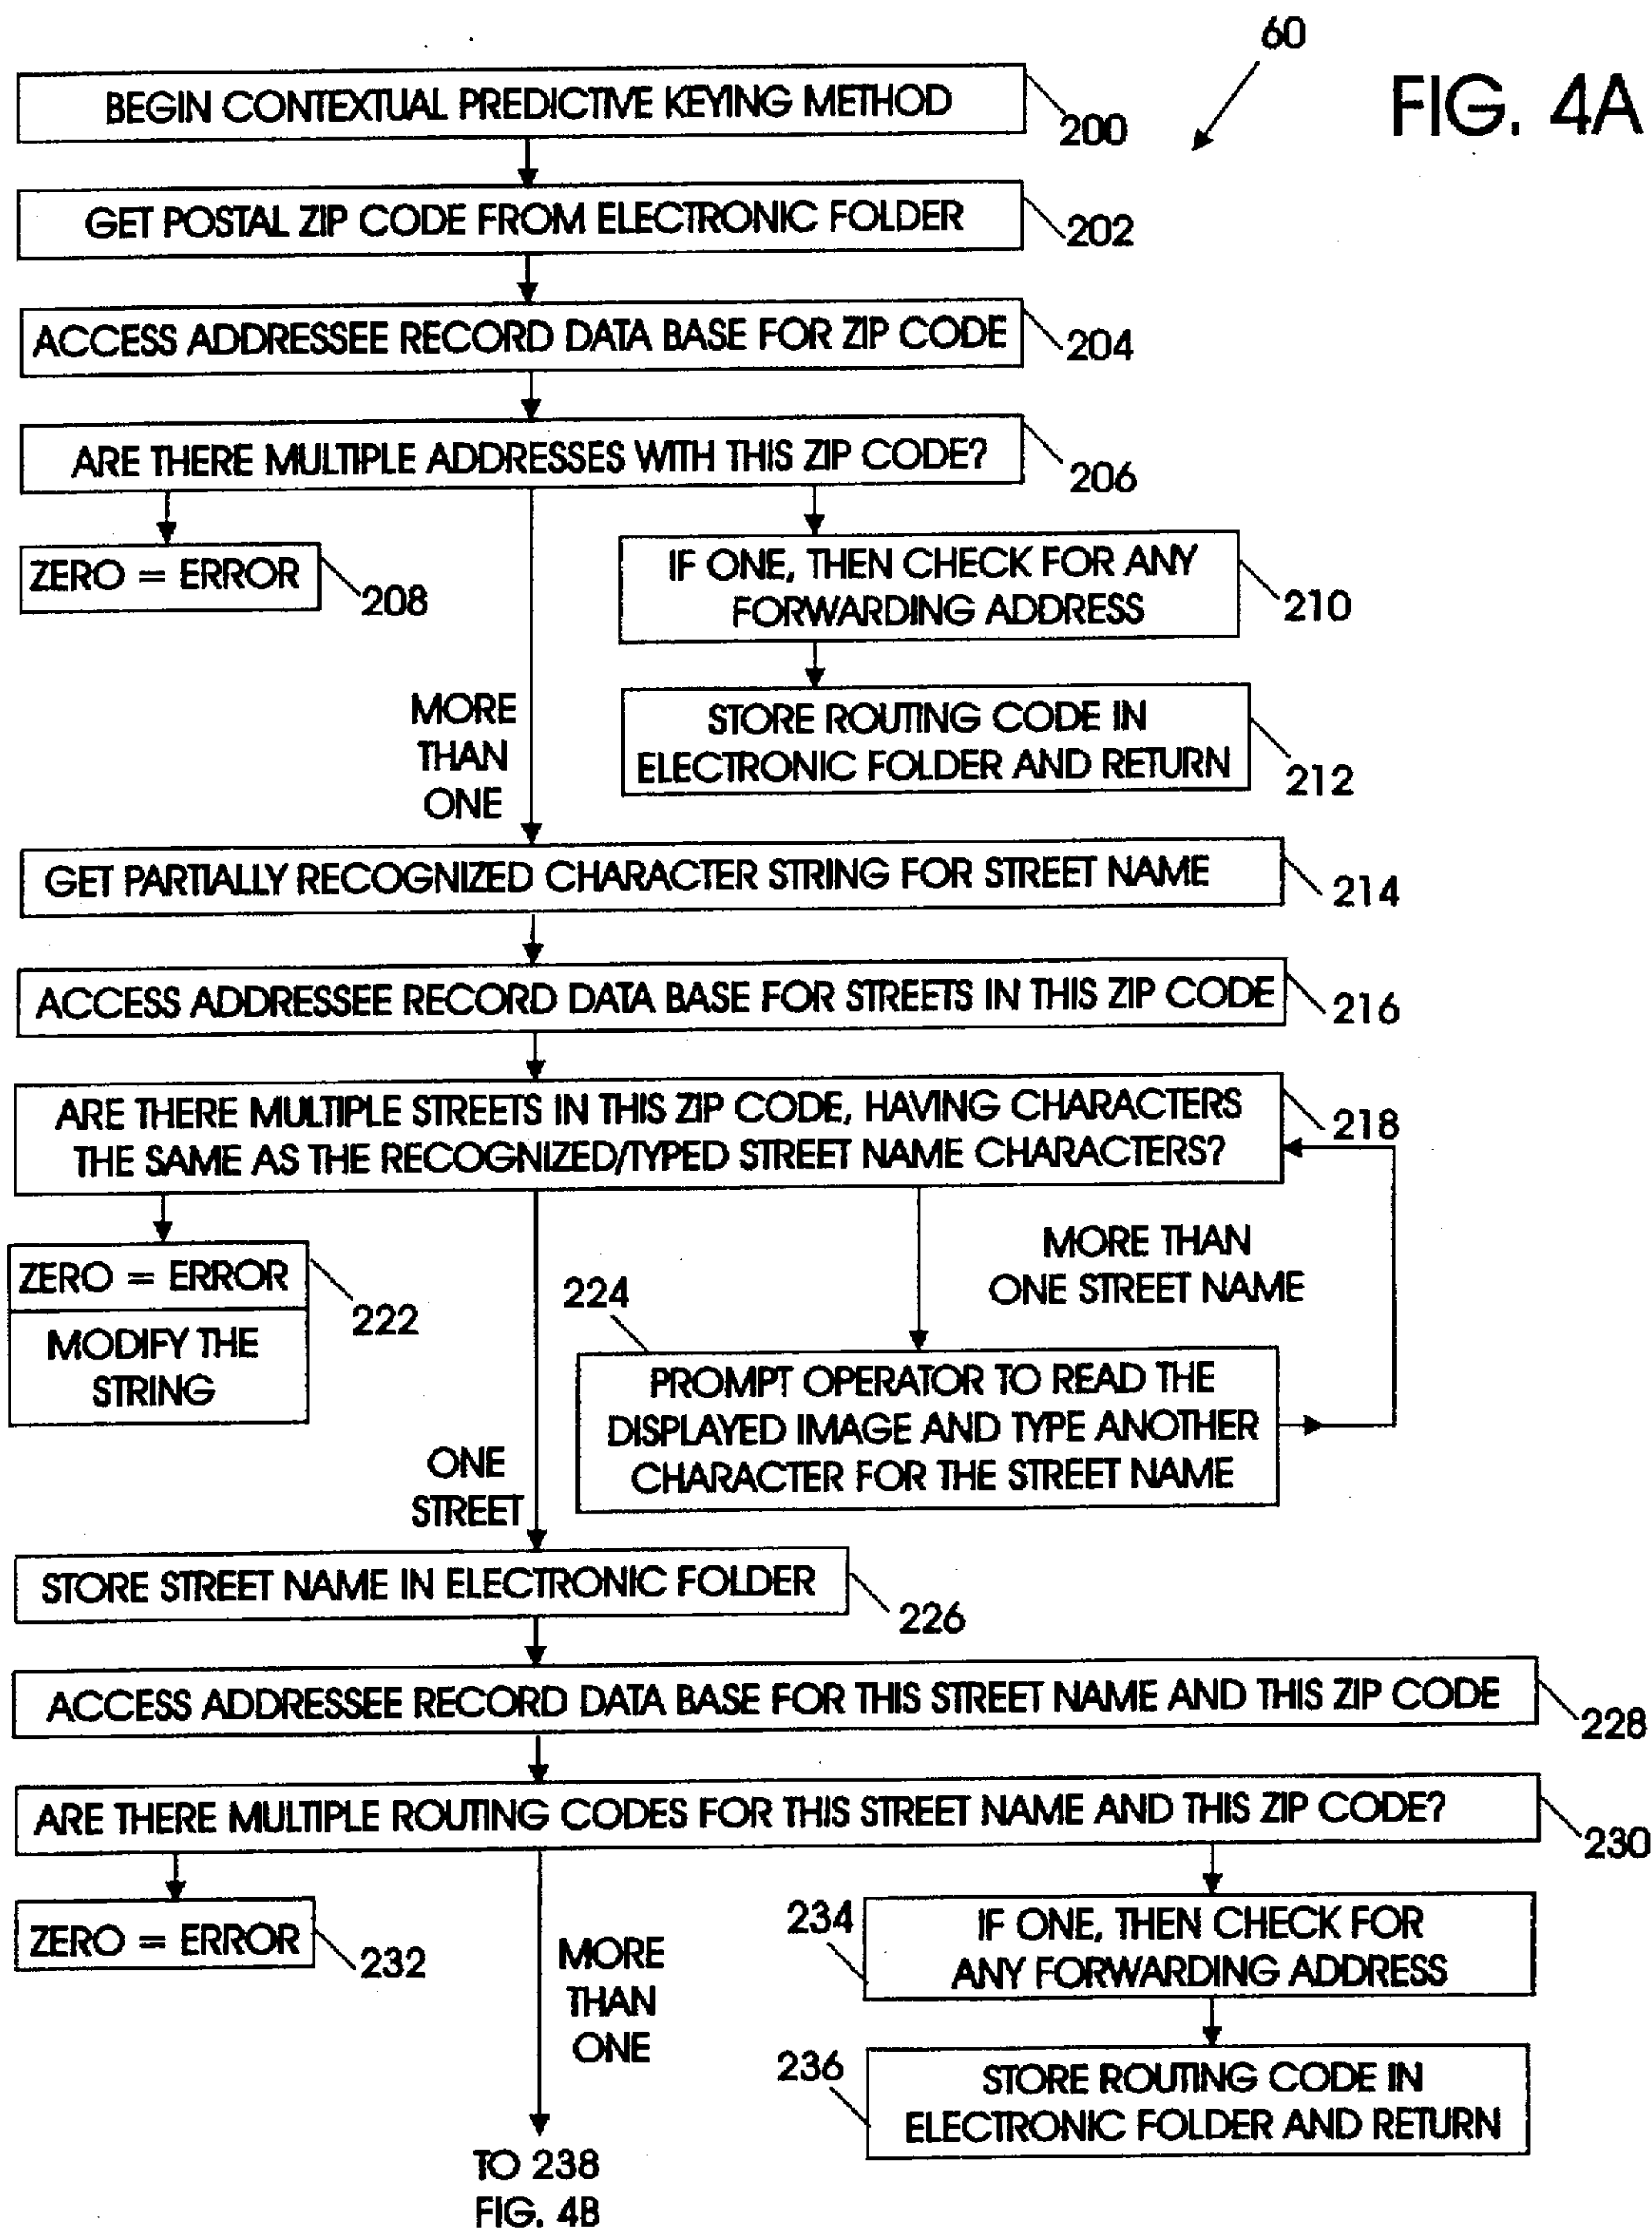 60
FIG. 4A
BEGIN CONTEXTUAL PREDICTIVE KEYING METHOD
200
GET POSTAL ZIP CODE FROM ELECTRONIC FOLDER
202
ACCESS ADDRESSEE RECORD DATA BASE FOR ZIP CODE
204
ARE THERE MULTIPLE ADDRESSES WITH THIS ZIP CODE?
206
ZERO = ERROR
208
IF ONE, THEN CHECK FOR ANY
FORWARDING ADDRESS
210
MORE
THAN
ONE
STORE ROUTING CODE IN
ELECTRONIC FOLDER AND RETURN
212
GET PARTIALLY RECOGNIZED CHARACTER STRING FOR STREET NAME
214
ACCESS ADDRESSEE RECORD DATA BASE FOR STREETS IN THIS ZIP CODE
216
ARE THERE MULTIPLE STREETS IN THIS ZIP CODE, HAVING CHARACTERS
THE SAME AS THE RECOGNIZED/TYPED STREET NAME CHARACTERS?
218
ZERO = ERROR
MODIFY THE
STRING
222
MORE THAN
ONE STREET NAME
224
PROMPT OPERATOR TO READ THE
DISPLAYED IMAGE AND TYPE ANOTHER
CHARACTER FOR THE STREET NAME
ONE
STREET
STORE STREET NAME IN ELECTRONIC FOLDER
226
ACCESS ADDRESSEE RECORD DATA BASE FOR THIS STREET NAME AND THIS ZIP CODE
228
ARE THERE MULTIPLE ROUTING CODES FOR THIS STREET NAME AND THIS ZIP CODE?
230
ZERO = ERROR
232
MORE
THAN
ONE
234
IF ONE, THEN CHECK FOR
ANY FORWARDING ADDRESS
236
STORE ROUTING CODE IN
ELECTRONIC FOLDER AND RETURN
TO 238
FIG. 4B